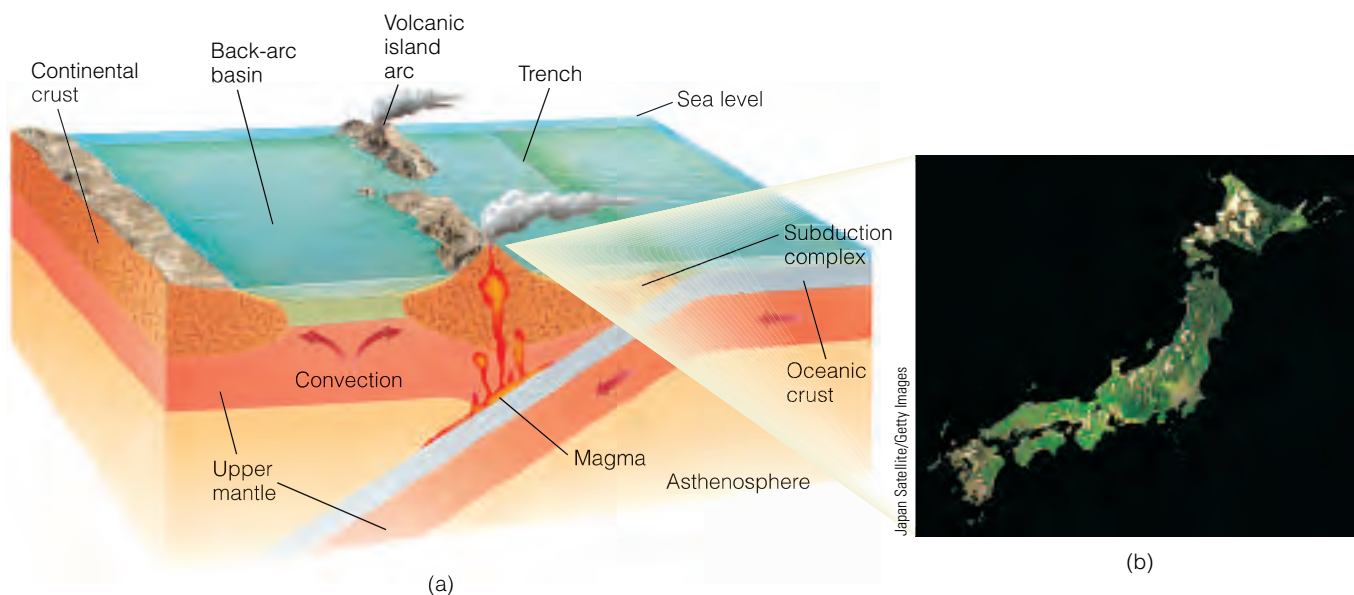 Continental
crust
Back-arc
basin
Volcanic
island
arc
Trench
Sea level
Subduction
complex
Oceanic
crust
Convection
Magma
Upper
mantle
Asthenosphere
(a)
Japan Satellite/Getty Images
(b)